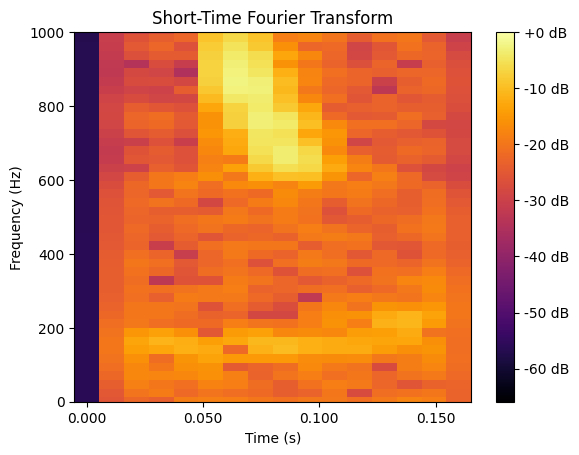 Short-Time Fourier Transform
1000
800
600
400
200
0
Frequency (Hz)
0.000
0.050
0.100
0.150
Time (s)
+0 dB
-10 dB
-20 dB
-30 dB
-40 dB
-50 dB
-60 dB